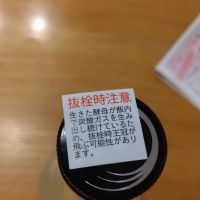 抜栓時注意
生きた酵母が瓶内
で炭酸ガスを生み
出し続けているた
め、抜栓時王冠が
飛ぶ可能性があり
ます。